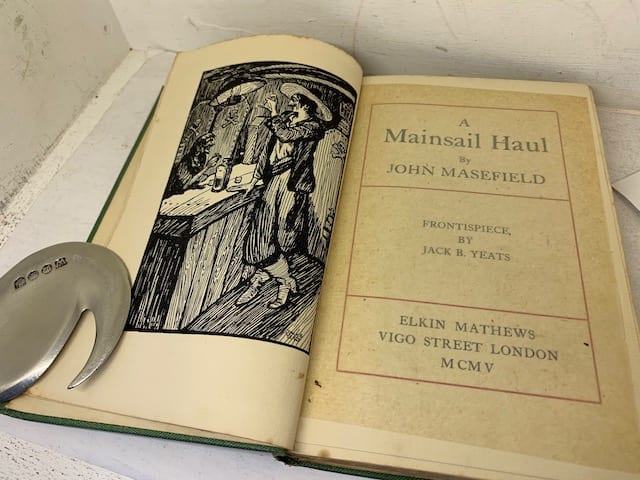 A
Mainsail Haul
By
JOHN MASEFIELD
FRONTISPIECE,
BY
JACK B. YEATS
ELKIN MATHEWS
VIGO STREET LONDON
MCMV